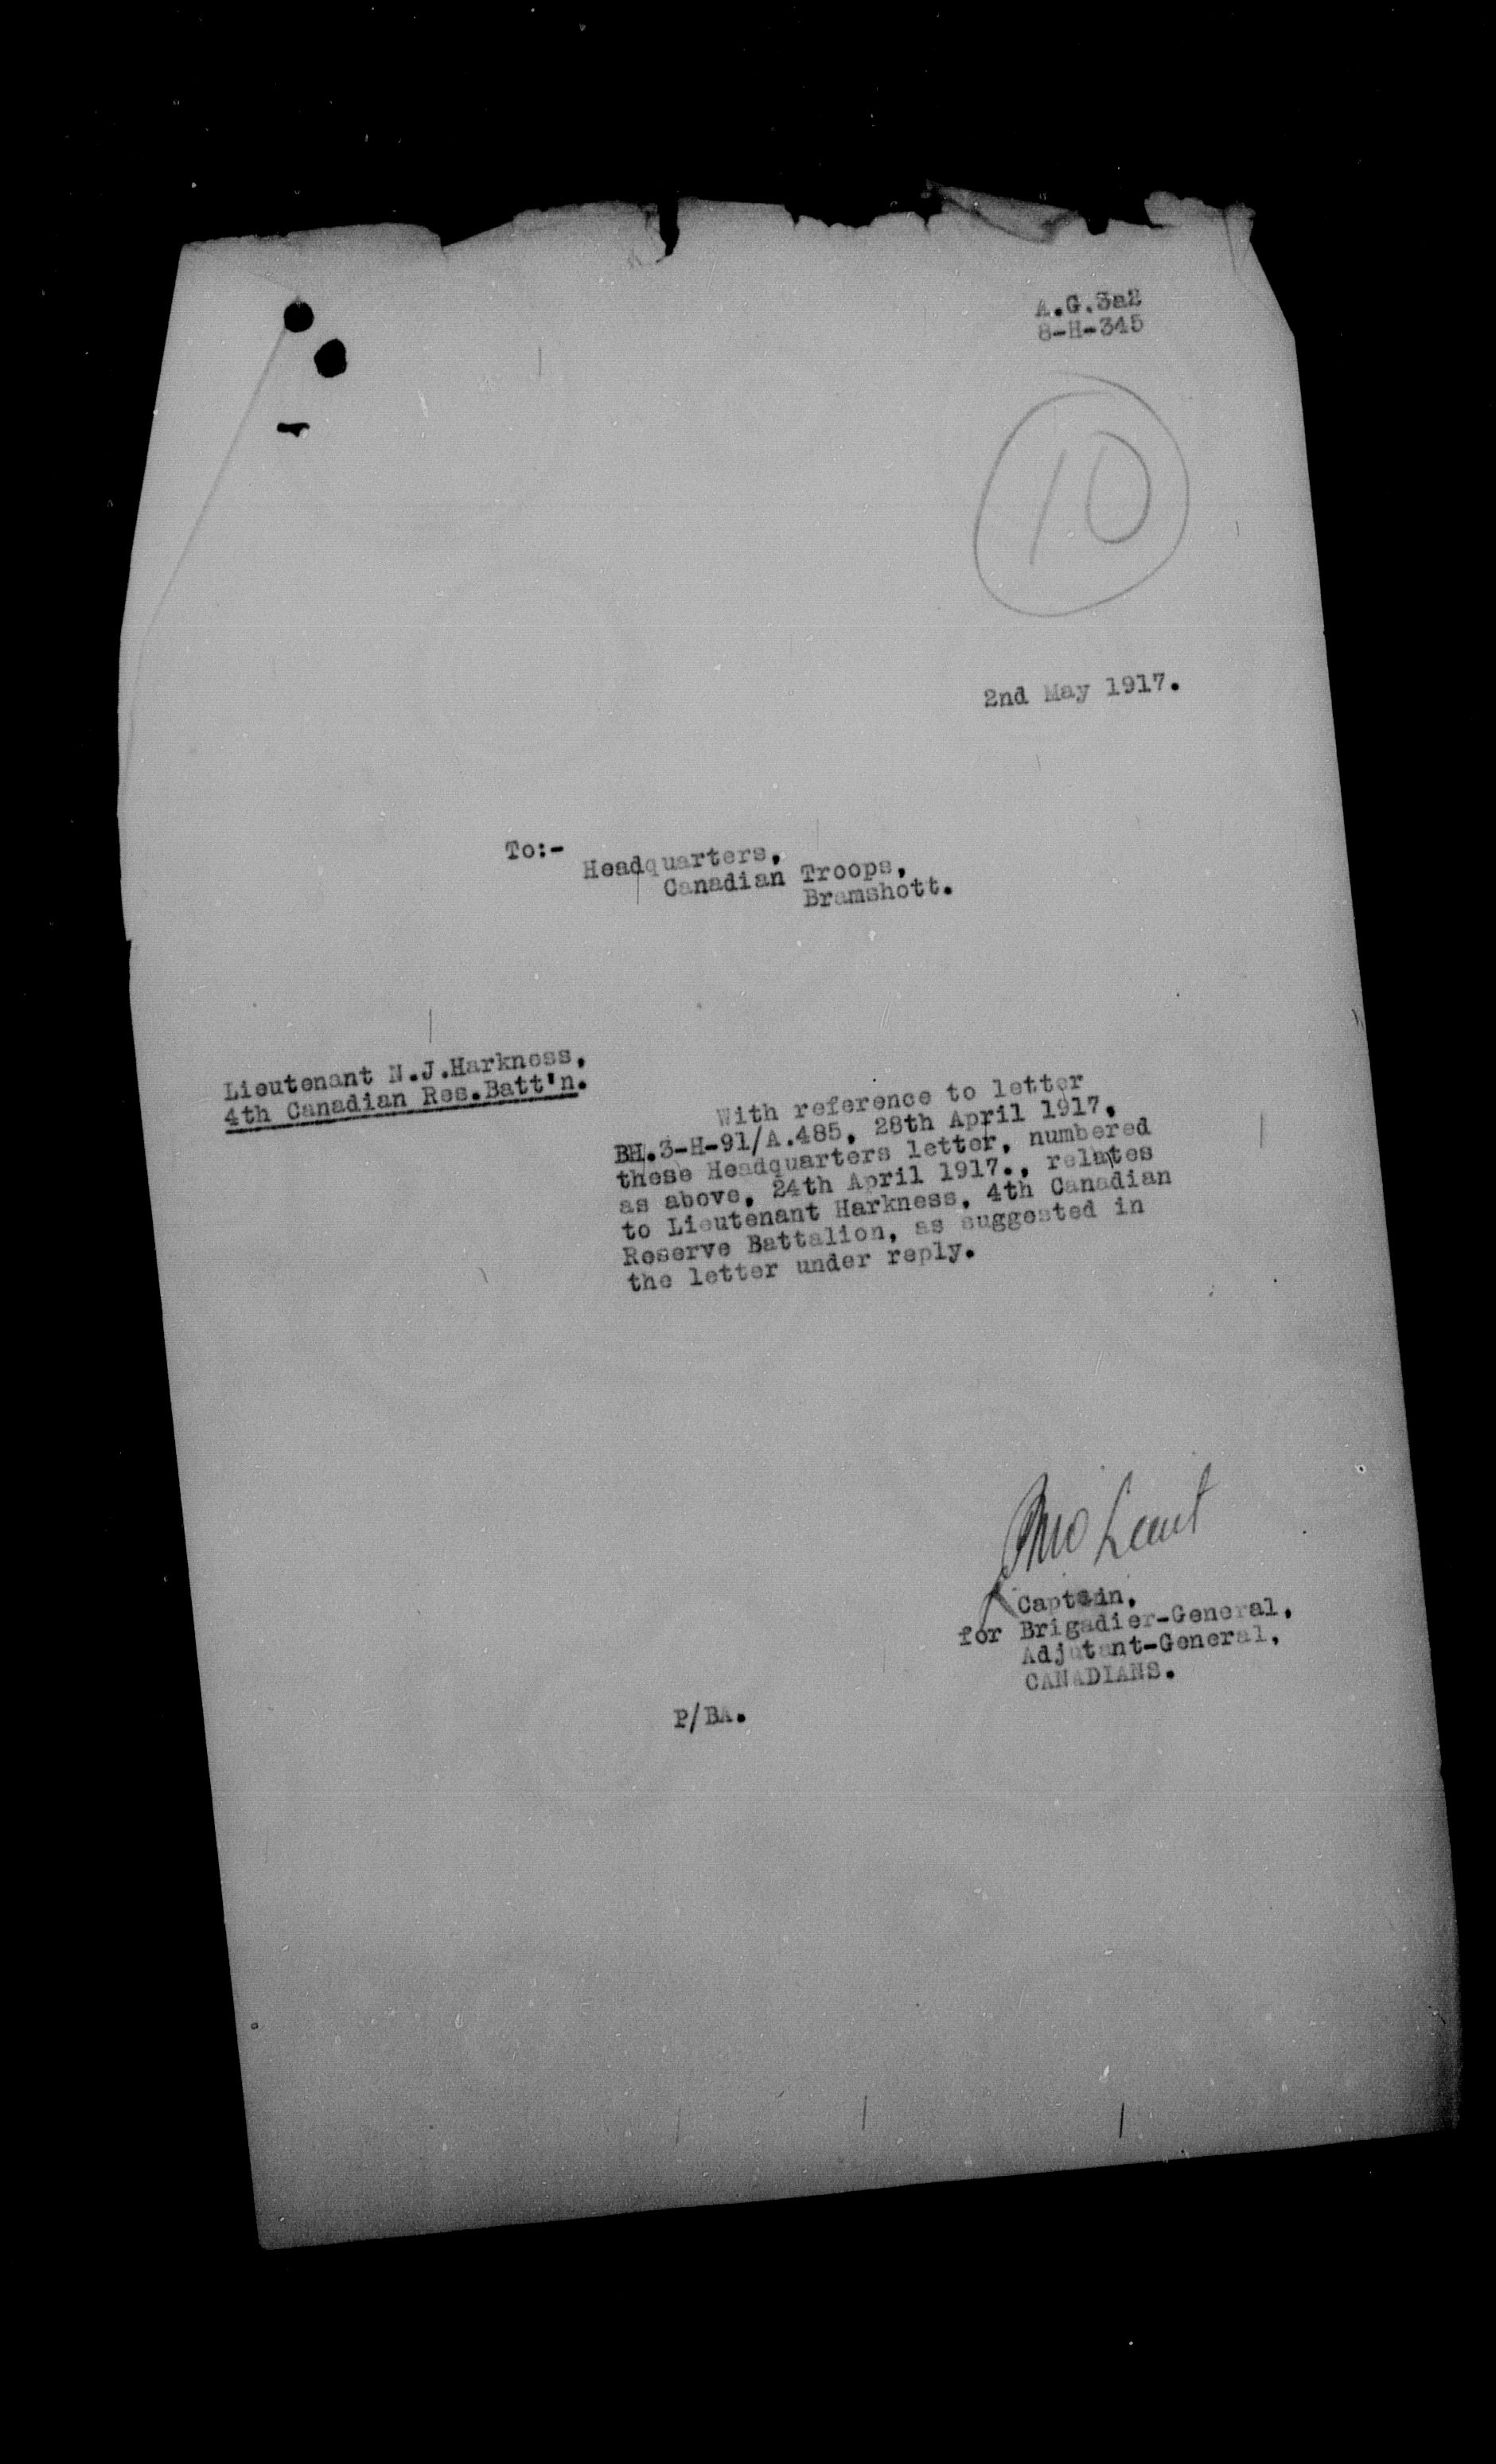 A.G.3a2
8-H-345
10
2nd May 1917.
To:-
Headquarters,
Canadian Troops,
Bramshott.
Lieutenant N.J.Harkness,
4th Canadian Res.Batt'n.
With reference to letter
BH.3-H-91/A.485, 28th April 1917,
these Headquarters letter, numbered
as above, 24th April 1917., relates
to Lieutenant Harkness, 4th Canadian
Reserve Battalion, as suggested in
the letter under reply.
Captain,
for Brigadier-General,
Adjutant-General,
CANADIANS.
P/BA.